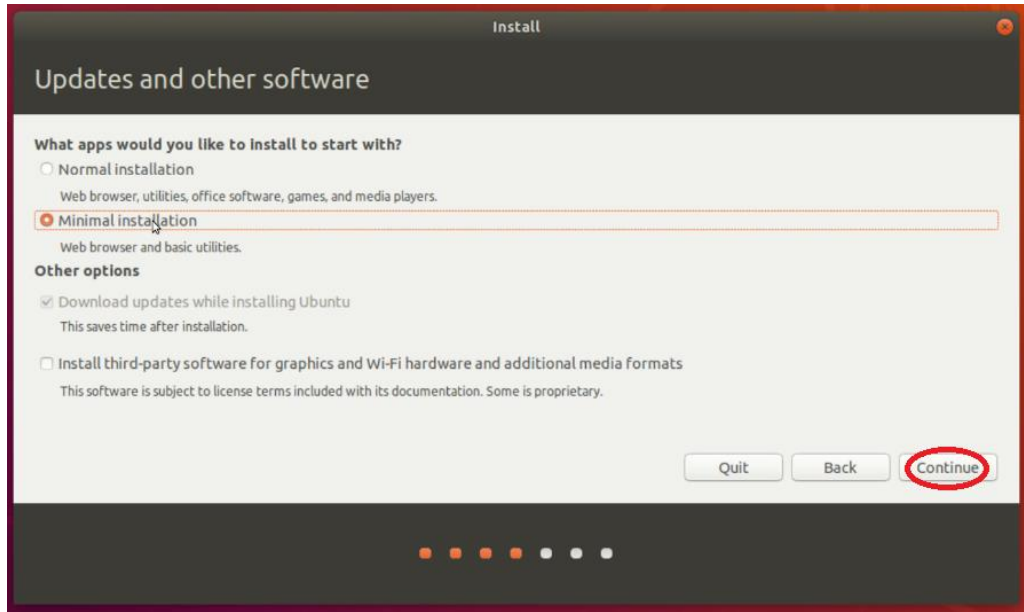 Install
Updates and other software
What apps would you like to install to start with?
Normal installation
Web browser, utilities, office software, games, and media players.
Minimal installation
Web browser and basic utilities.
Other options
Download updates while installing Ubuntu
This saves time after installation.
Install third-party software for graphics and Wi-Fi hardware and additional media formats
This software is subject to license terms included with its documentation. Some is proprietary.
Quit Back Continue